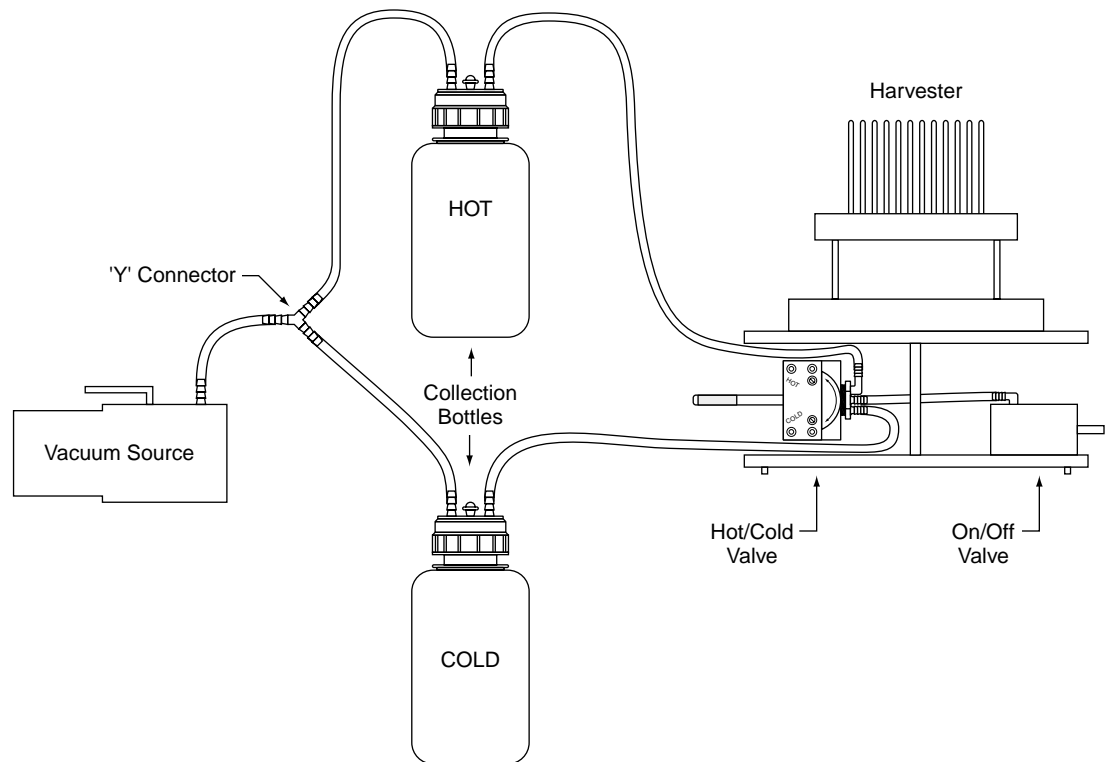 Harvester
HOT
'Y' Connector
Collection
Bottles
HOT
COLD
Vacuum Source
Hot/Cold
Valve
On/Off
Valve
COLD